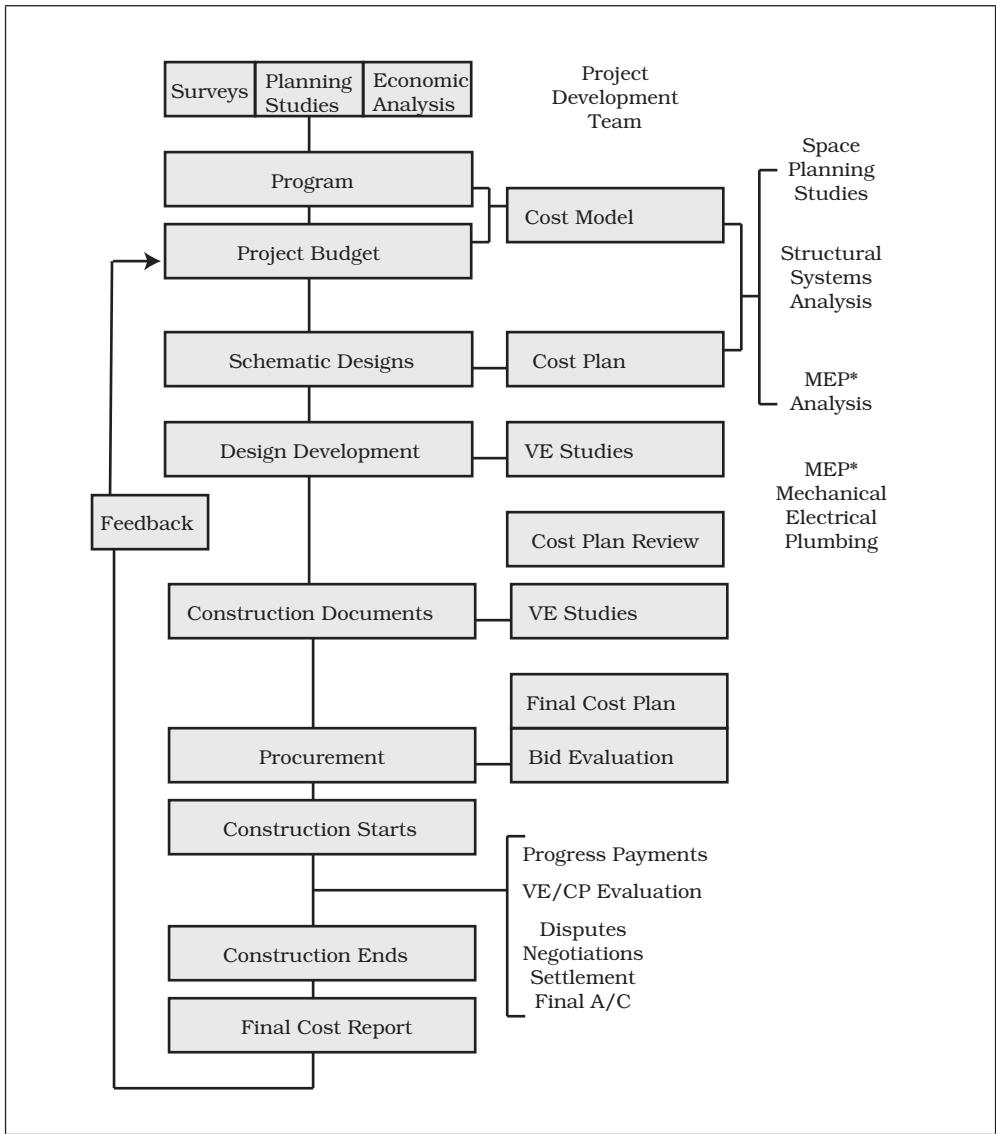 Surveys
Planning
Studies
Economic
Analysis
Project
Development
Team
Program
Cost Model
Space
Planning
Studies
Project Budget
Structural
Systems
Analysis
Schematic Designs
Cost Plan
MEP*
Analysis
Design Development
VE Studies
MEP*
Mechanical
Electrical
Plumbing
Feedback
Cost Plan Review
Construction Documents
VE Studies
Final Cost Plan
Procurement
Bid Evaluation
Construction Starts
Progress Payments
VE/CP Evaluation
Disputes
Negotiations
Settlement
Final A/C
Construction Ends
Final Cost Report